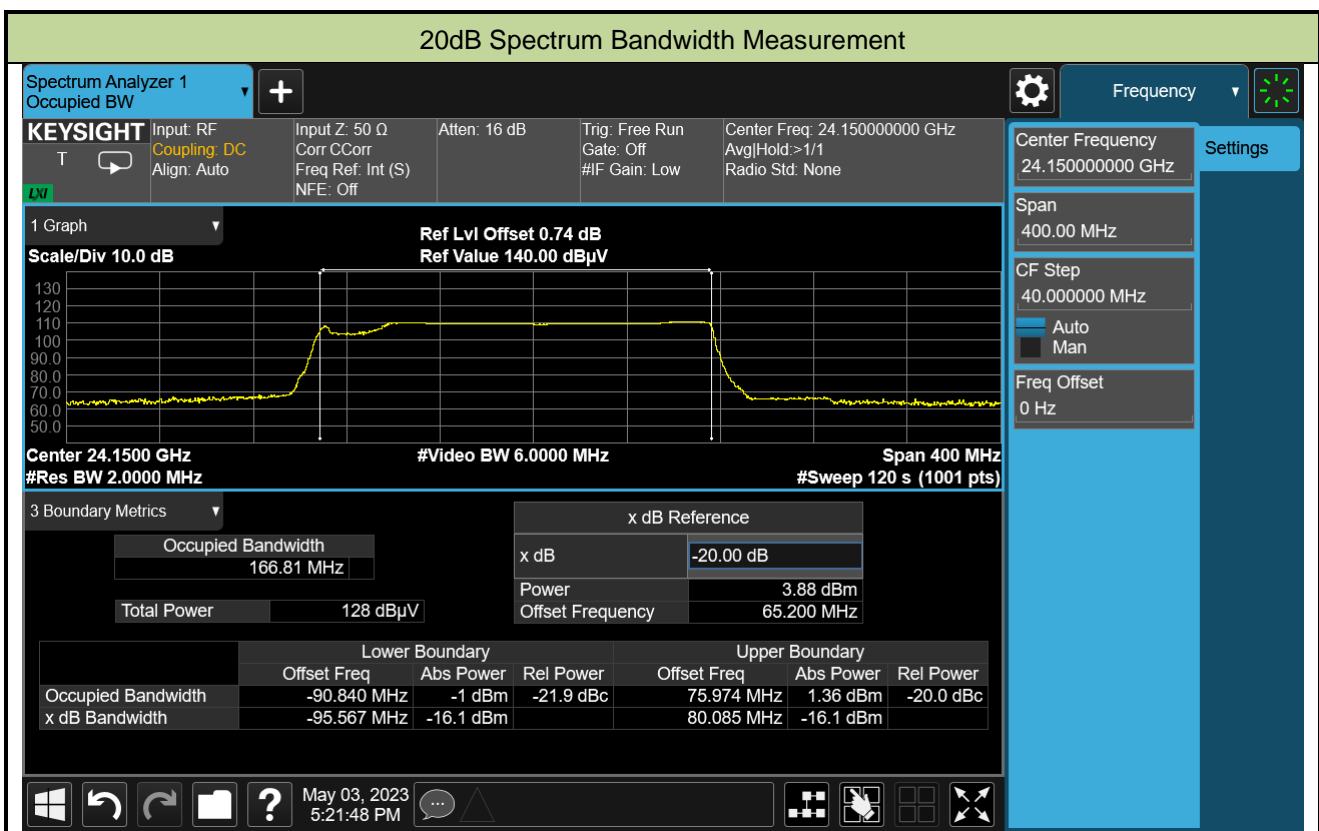 20dB Spectrum Bandwidth Measurement
Spectrum Analyzer 1
Occupied BW
Frequency
KEYSIGHT Input: RF Input Z: 50 Ω Atten: 16 dB Trig: Free Run Center Freq: 24.150000000 GHz
T Coupling: DC Corr CCorr Gate: Off Avg|Hold:>1/1
Align: Auto Freq Ref: Int (S) #IF Gain: Low Radio Std: None
LXI NFE: Off
Center Frequency
24.150000000 GHz
Settings
Span
400.00 MHz
CF Step
40.000000 MHz
Auto
Man
Freq Offset
0 Hz
1 Graph
Ref Lvl Offset 0.74 dB
Scale/Div 10.0 dB Ref Value 140.00 dBµV
130
120
110
100
90.0
80.0
70.0
60.0
50.0
Center 24.1500 GHz #Video BW 6.0000 MHz Span 400 MHz
#Res BW 2.0000 MHz #Sweep 120 s (1001 pts)
3 Boundary Metrics
x dB Reference
Occupied Bandwidth
166.81 MHz
x dB -20.00 dB
Power 3.88 dBm
Total Power 128 dBµV Offset Frequency 65.200 MHz
Lower Boundary Upper Boundary
Offset Freq Abs Power Rel Power Offset Freq Abs Power Rel Power
Occupied Bandwidth -90.840 MHz -1 dBm -21.9 dBc 75.974 MHz 1.36 dBm -20.0 dBc
x dB Bandwidth -95.567 MHz -16.1 dBm 80.085 MHz -16.1 dBm
May 03, 2023
5:21:48 PM